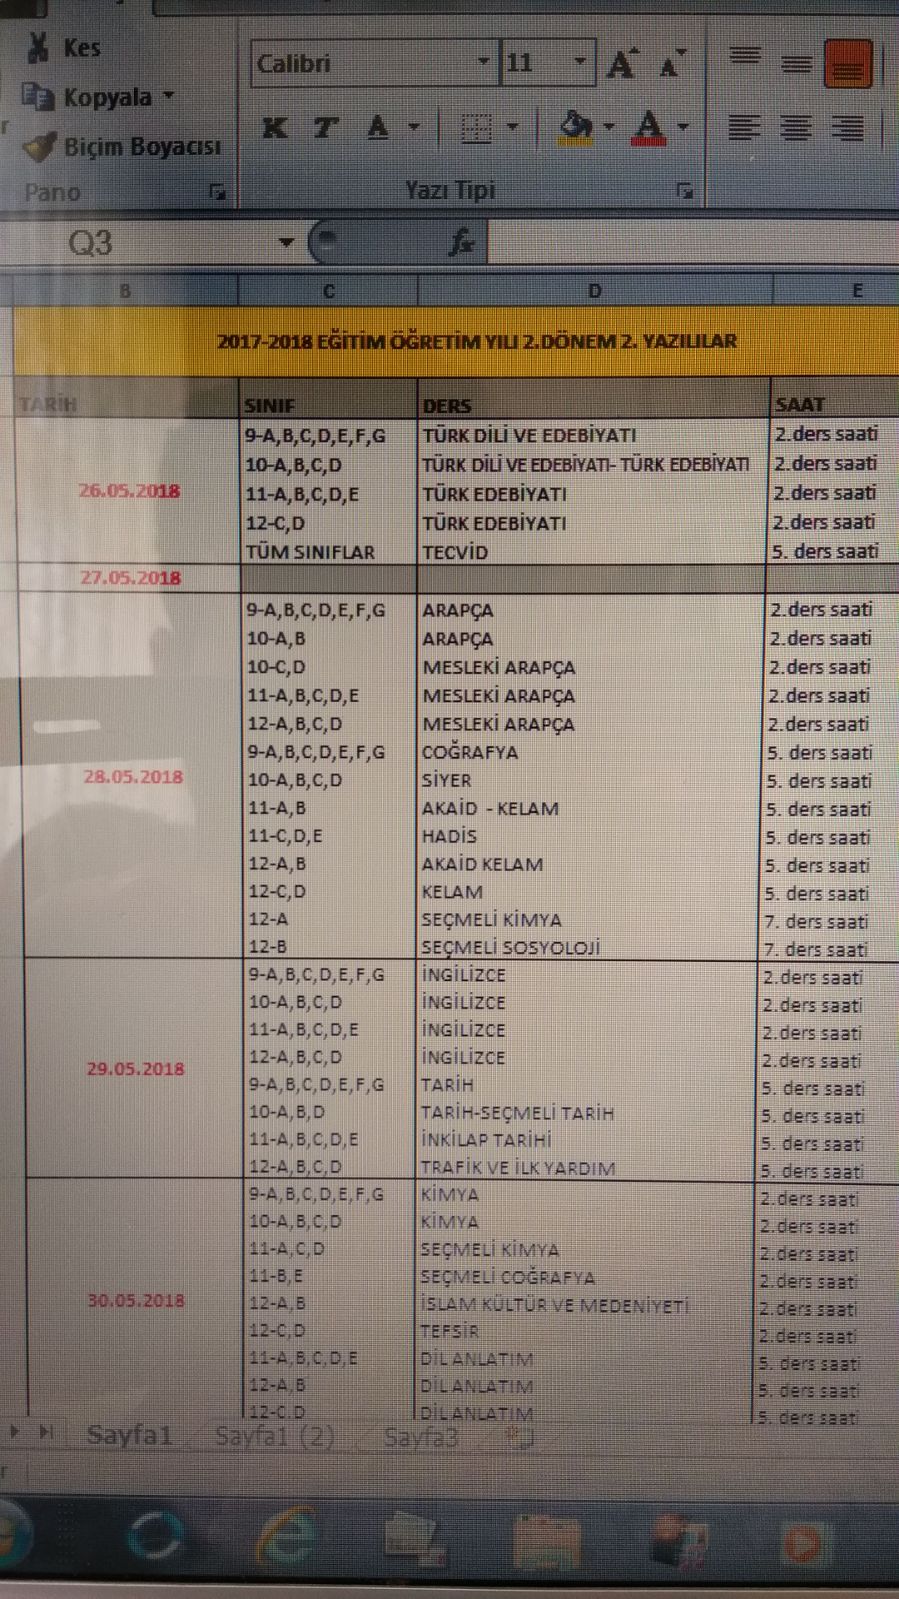 Kes
Kopyala
Biçim Boyacısı
Pano
Calibri 11
K T A
A
Yazı Tipi
Q3 fx
B C D E
2017-2018 EĞİTİM ÖĞRETİM YILI 2.DÖNEM 2. YAZILILAR
TARİH SINIF DERS SAAT
9-A,B,C,D,E,F,G TÜRK DİLİ VE EDEBİYATI 2.ders saati
10-A,B,C,D TÜRK DİLİ VE EDEBİYATI- TÜRK EDEBİYATI 2.ders saati
26.05.2018 11-A,B,C,D,E TÜRK EDEBİYATI 2.ders saati
12-C,D TÜRK EDEBİYATI 2.ders saati
TÜM SINIFLAR TECVİD 5. ders saati
27.05.2018
9-A,B,C,D,E,F,G ARAPÇA 2.ders saati
10-A,B ARAPÇA 2.ders saati
10-C,D MESLEKİ ARAPÇA 2.ders saati
11-A,B,C,D,E MESLEKİ ARAPÇA 2.ders saati
12-A,B,C,D MESLEKİ ARAPÇA 2.ders saati
9-A,B,C,D,E,F,G COĞRAFYA 5. ders saati
28.05.2018 10-A,B,C,D SİYER 5. ders saati
11-A,B AKAİD - KELAM 5. ders saati
11-C,D,E HADİS 5. ders saati
12-A,B AKAİD KELAM 5. ders saati
12-C,D KELAM 5. ders saati
12-A SEÇMELİ KİMYA 7. ders saati
12-B SEÇMELİ SOSYOLOJİ 7. ders saati
9-A,B,C,D,E,F,G İNGİLİZCE 2.ders saati
10-A,B,C,D İNGİLİZCE 2.ders saati
11-A,B,C,D,E İNGİLİZCE 2.ders saati
12-A,B,C,D İNGİLİZCE 2.ders saati
29.05.2018 9-A,B,C,D,E,F,G TARİH 5. ders saati
10-A,B,D TARİH-SEÇMELİ TARİH 5. ders saati
11-A,B,C,D,E İNKİLAP TARİHİ 5. ders saati
12-A,B,C,D TRAFİK VE İLK YARDIM 5. ders saati
9-A,B,C,D,E,F,G KİMYA 2.ders saati
10-A,B,C,D KİMYA 2.ders saati
11-A,C,D SEÇMELİ KİMYA 2.ders saati
11-B,E SEÇMELİ COĞRAFYA 2.ders saati
30.05.2018 12-A,B İSLAM KÜLTÜR VE MEDENİYETİ 2.ders saati
12-C,D TEFSİR 2.ders saati
11-A,B,C,D,E DİL ANLATIM 5. ders saati
12-A,B DİL ANLATIM 5. ders saati
12-C,D DİL ANLATIM 5. ders saati
Sayfa1 Sayfa1 (2) Sayfa3